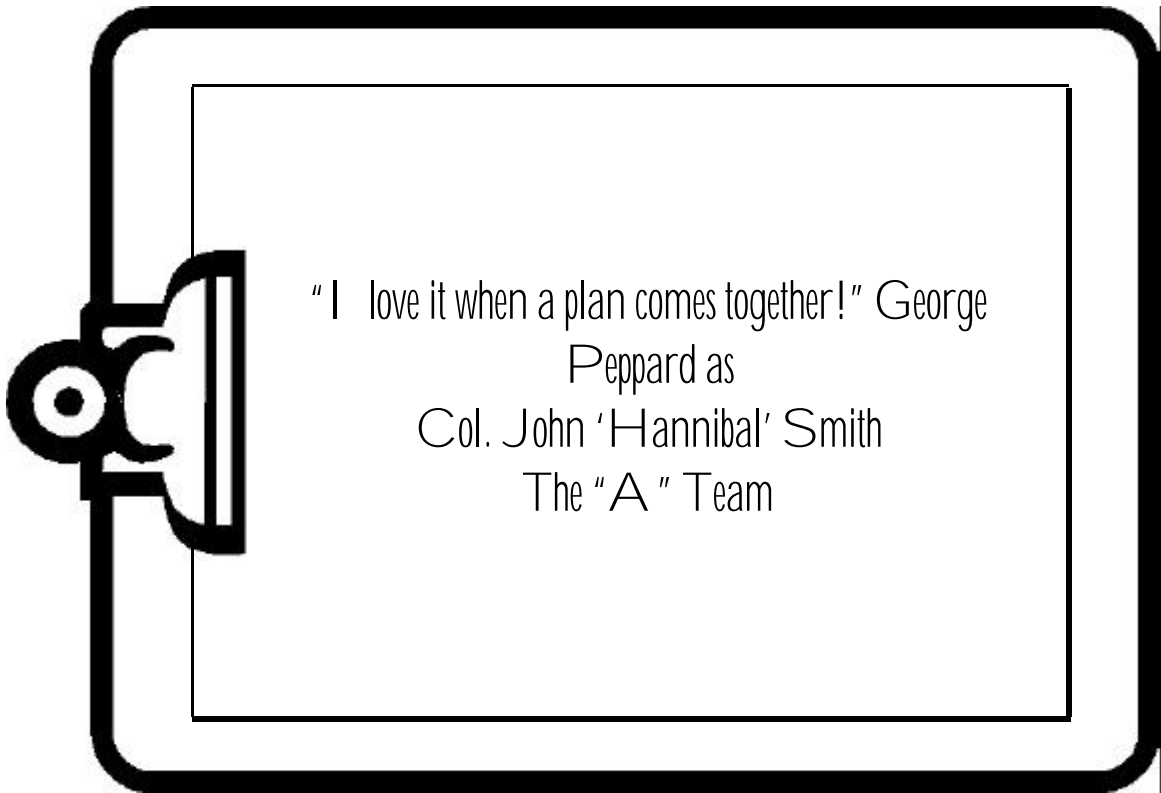 “I love it when a plan comes together!” George
Peppard as
Col. John ‘Hannibal’ Smith
The “A” Team